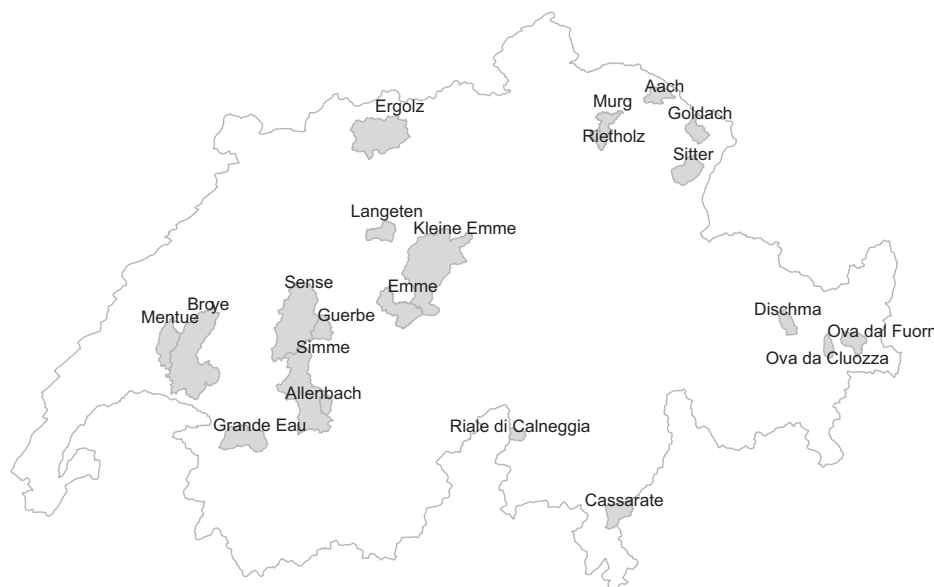 Aach
Murg
Ergolz
Goldach
Rietholz
Sitter
Langeten
Kleine Emme
Sense
Emme
Broye
Mentue
Guerbe
Dischma
Ova dal Fuorn
Simme
Ova da Cluozza
Allenbach
Grande Eau
Riale di Calneggia
Cassarate